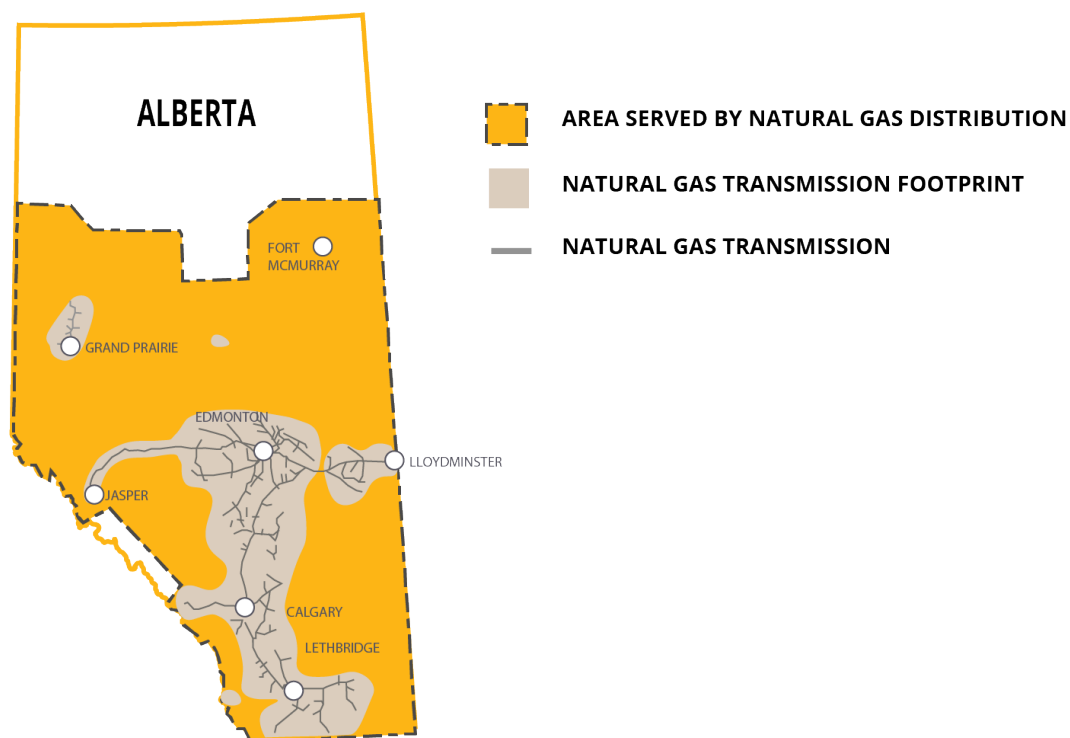 ALBERTA
AREA SERVED BY NATURAL GAS DISTRIBUTION
NATURAL GAS TRANSMISSION FOOTPRINT
NATURAL GAS TRANSMISSION
FORT
MCMURRAY
GRAND PRAIRIE
EDMONTON
LLOYDMINSTER
JASPER
CALGARY
LETHBRIDGE